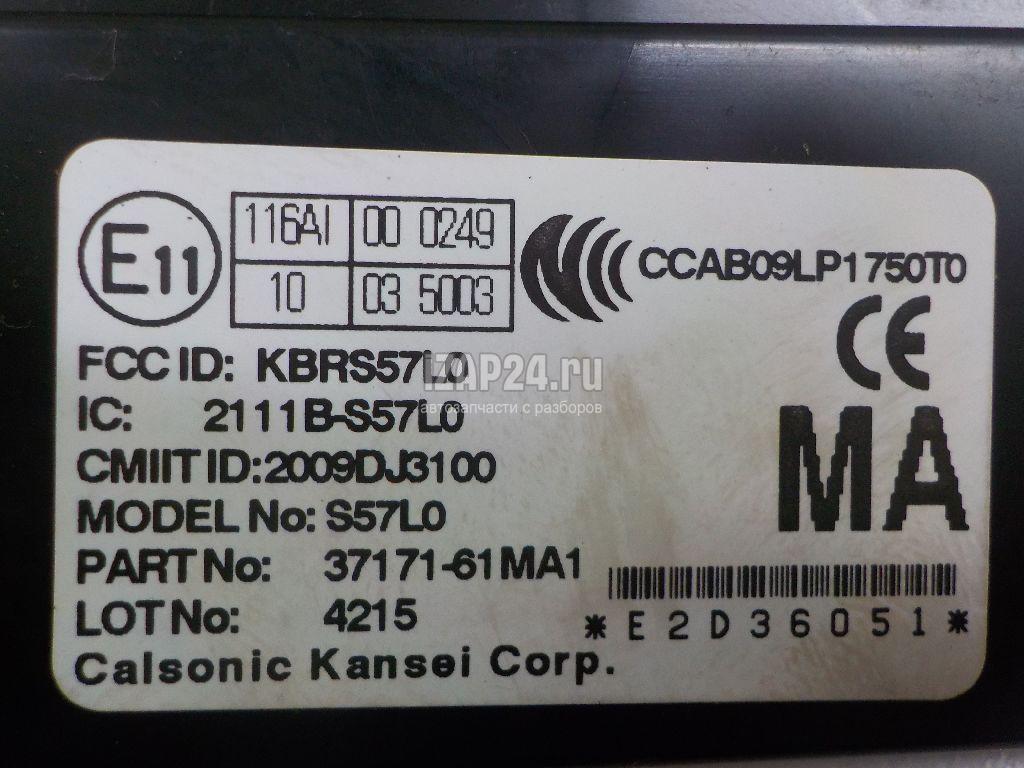 E11
116AI 00 0249
10 03 5003
CCAB09LP1750T0
CE
FCC ID: KBRS57L0
iZAP24.ru
IC: 2111B-S57L0
автозапчасти с разборов
CMIIT ID:2009DJ3100
MODEL No: S57L0
MA
PART No: 37171-61MA1
LOT No: 4215
*E2D36051*
Calsonic Kansei Corp.